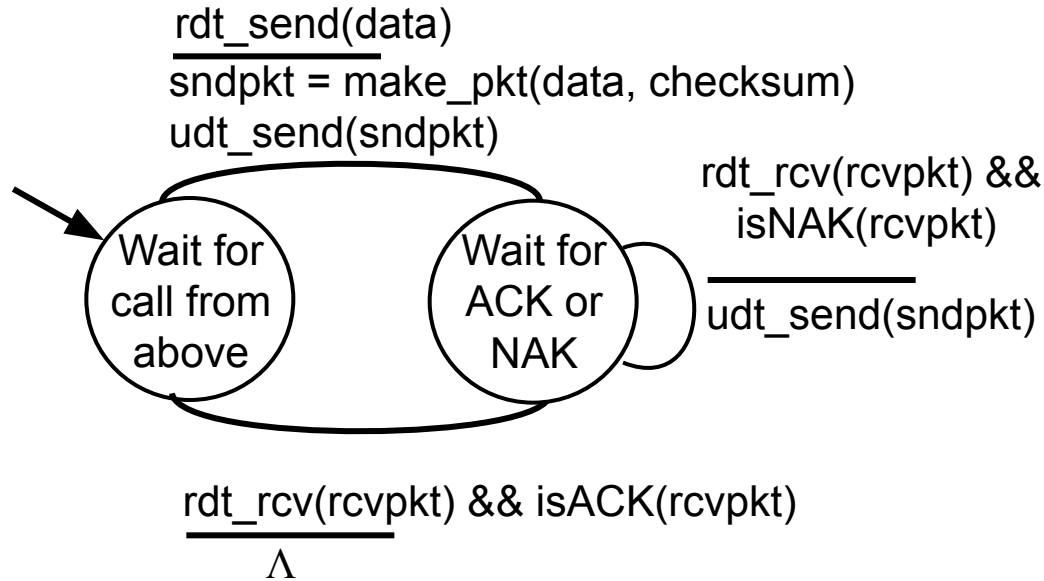 rdt_send(data)
sndpkt = make_pkt(data, checksum)
udt_send(sndpkt)
rdt_rcv(rcvpkt) &&
isNAK(rcvpkt)
udt_send(sndpkt)
Wait for
call from
above
Wait for
ACK or
NAK
rdt_rcv(rcvpkt) && isACK(rcvpkt)
Λ